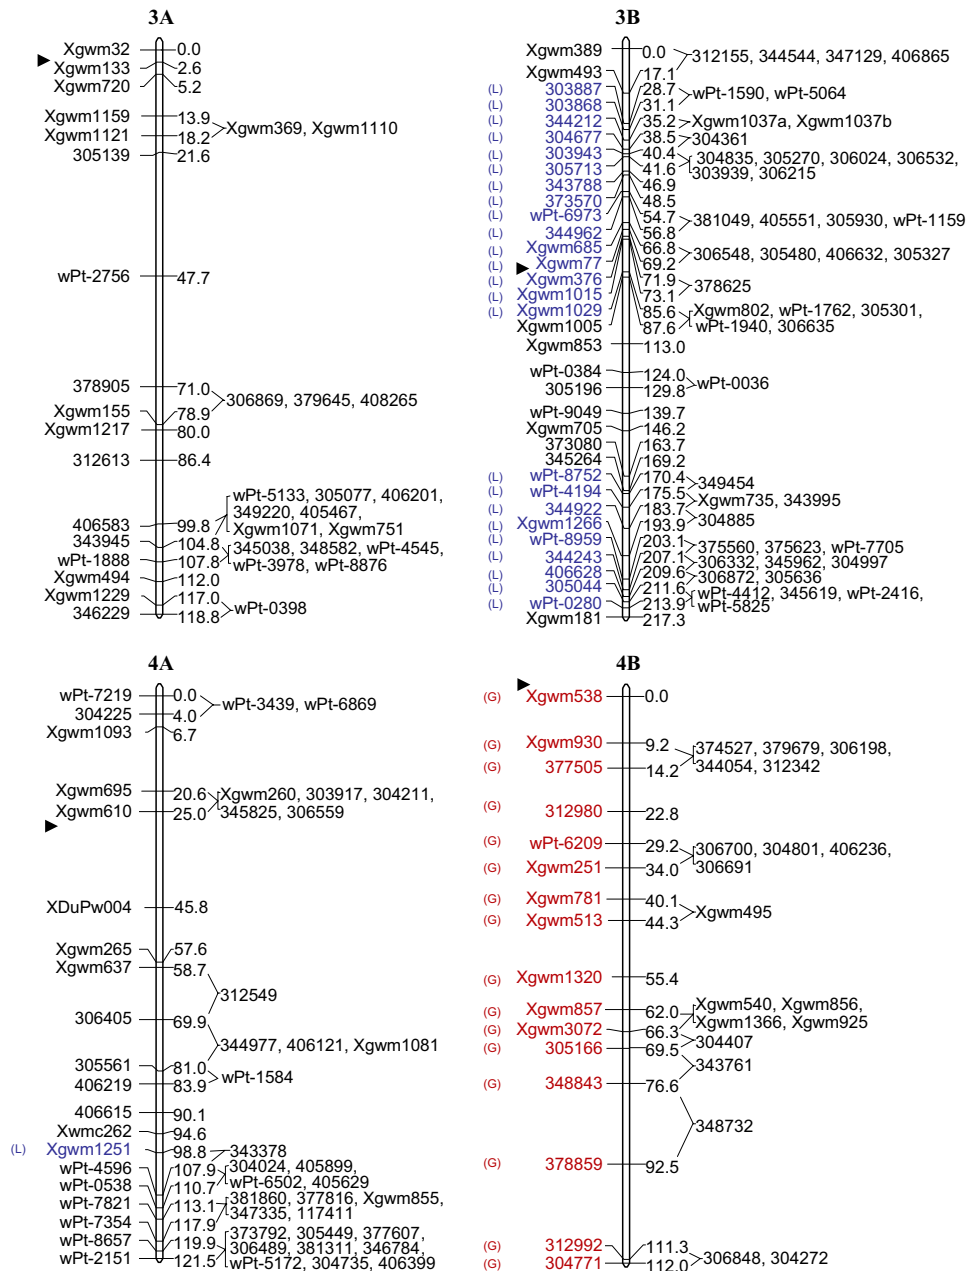 3A
Xgwm32 0.0
Xgwm133 2.6
Xgwm720 5.2
Xgwm1159 13.9
Xgwm369, Xgwm1110
Xgwm1121 18.2
305139 21.6
wPt-2756 47.7
378905 71.0
306869, 379645, 408265
Xgwm155 78.9
Xgwm1217 80.0
312613 86.4
wPt-5133, 305077, 406201,
349220, 405467,
Xgwm1071, Xgwm751
406583 99.8
343945 104.8
345038, 348582, wPt-4545,
wPt-3978, wPt-8876
wPt-1888 107.8
Xgwm494 112.0
Xgwm1229 117.0
wPt-0398
346229 118.8
3B
Xgwm389 0.0
312155, 344544, 347129, 406865
Xgwm493 17.1
(L) 303887 28.7
wPt-1590, wPt-5064
(L) 303868 31.1
(L) 344212 35.2
Xgwm1037a, Xgwm1037b
(L) 304677 38.5
304361
(L) 303943 40.4
304835, 305270, 306024, 306532,
303939, 306215
(L) 305713 41.6
(L) 343788 46.9
(L) 373570 48.5
(L) wPt-6973 54.7
381049, 405551, 305930, wPt-1159
(L) 344962 56.8
(L) Xgwm685 66.8
306548, 305480, 406632, 305327
(L) Xgwm77 69.2
(L) Xgwm376 71.9
378625
(L) Xgwm1015 73.1
(L) Xgwm1029 85.6
Xgwm802, wPt-1762, 305301,
wPt-1940, 306635
Xgwm1005 87.6
Xgwm853 113.0
wPt-0384 124.0
wPt-0036
305196 129.8
wPt-9049 139.7
Xgwm705 146.2
373080 163.7
345264 169.2
(L) wPt-8752 170.4
349454
(L) wPt-4194 175.5
Xgwm735, 343995
(L) 344922 183.7
304885
(L) Xgwm1266 193.9
(L) wPt-8959 203.1
375560, 375623, wPt-7705
(L) 344243 207.1
306332, 345962, 304997
(L) 406628 209.6
306872, 305636
(L) 305044 211.6
wPt-4412, 345619, wPt-2416,
wPt-5825
(L) wPt-0280 213.9
Xgwm181 217.3
4A
wPt-7219 0.0
wPt-3439, wPt-6869
304225 4.0
Xgwm1093 6.7
Xgwm695 20.6
Xgwm260, 303917, 304211,
345825, 306559
Xgwm610 25.0
XDuPw004 45.8
Xgwm265 57.6
Xgwm637 58.7
312549
306405 69.9
344977, 406121, Xgwm1081
305561 81.0
wPt-1584
406219 83.9
406615 90.1
Xwmc262 94.6
(L) Xgwm1251 98.8
343378
wPt-4596 107.9
304024, 405899,
wPt-6502, 405629
wPt-0538 110.7
wPt-7821 113.1
381860, 377816, Xgwm855,
347335, 117411
wPt-7354 117.9
wPt-8657 119.9
373792, 305449, 377607,
306489, 381311, 346784,
wPt-5172, 304735, 406399
wPt-2151 121.5
4B
(G) Xgwm538 0.0
(G) Xgwm930 9.2
374527, 379679, 306198,
344054, 312342
(G) 377505 14.2
(G) 312980 22.8
(G) wPt-6209 29.2
306700, 304801, 406236,
306691
(G) Xgwm251 34.0
(G) Xgwm781 40.1
Xgwm495
(G) Xgwm513 44.3
(G) Xgwm1320 55.4
(G) Xgwm857 62.0
Xgwm540, Xgwm856,
Xgwm1366, Xgwm925
(G) Xgwm3072 66.3
304407
(G) 305166 69.5
343761
(G) 348843 76.6
348732
(G) 378859 92.5
(G) 312992 111.3
306848, 304272
(G) 304771 112.0